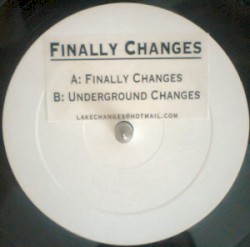 FINALLY CHANGES
A: FINALLY CHANGES
B: UNDERGROUND CHANGES
LAKECHANGES@HOTMAIL.COM